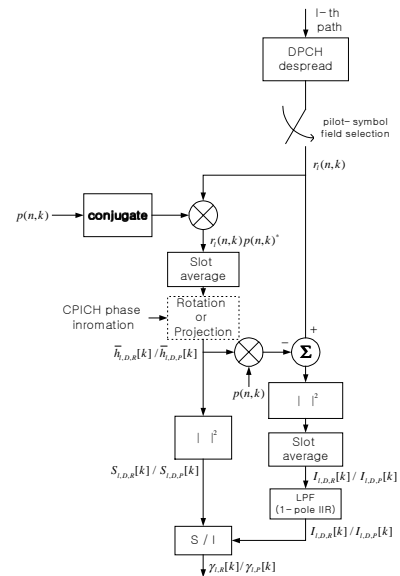 l-th
path
DPCH
despread
pilot-symbol
field selection
r_l(n,k)
p(n,k)
conjugate
r_l(n,k)p(n,k)^*
Slot
average
CPICH phase
inromation
Rotation
or
Projection
+
−
Σ
h̅_{l,D,R}[k]/h̅_{l,D,P}[k]
p(n,k)
| |²
| |²
Slot
average
S_{l,D,R}[k]/S_{l,D,P}[k]
I_{l,D,R}[k]/I_{l,D,P}[k]
LPF
(1-pole IIR)
I_{l,D,R}[k]/I_{l,D,P}[k]
S / I
γ_{l,R}[k]/γ_{l,P}[k]